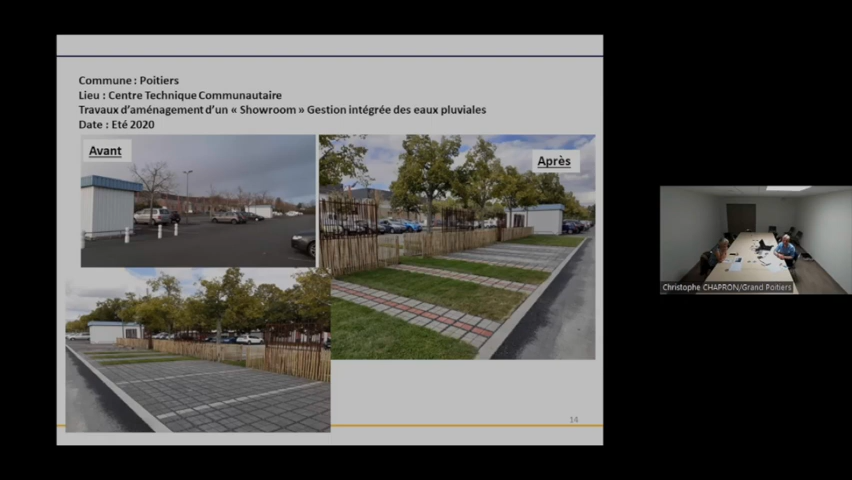 Commune : Poitiers
Lieu : Centre Technique Communautaire
Travaux d'aménagement d'un « Showroom » Gestion intégrée des eaux pluviales
Date : Eté 2020
Avant
Après
Christophe CHAPRON/Grand Poitiers
14